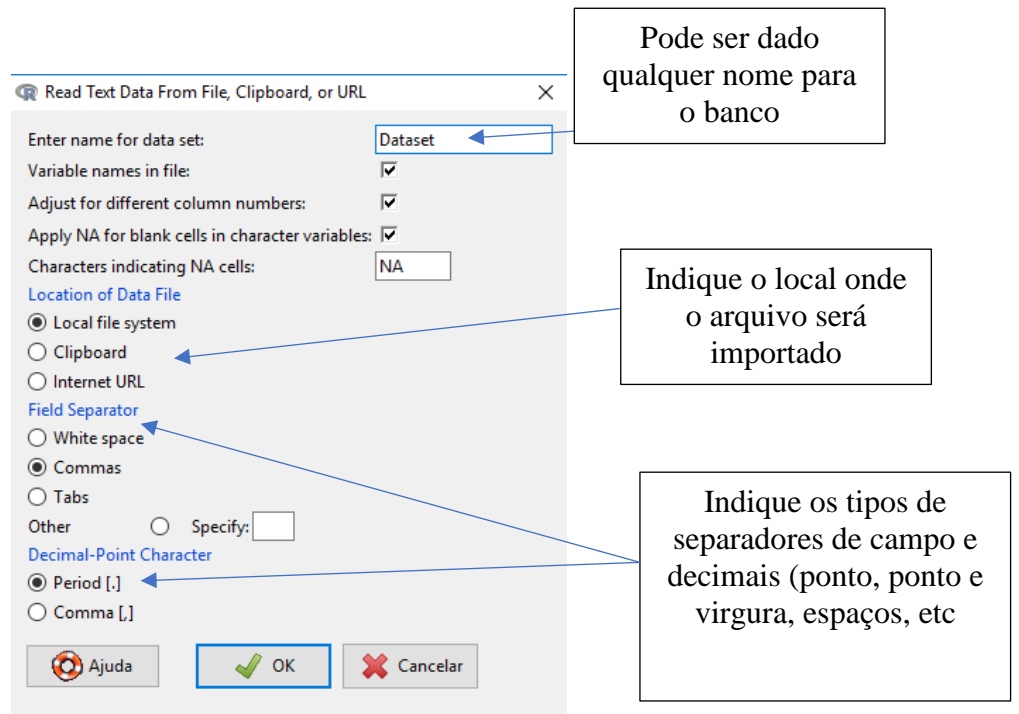 Pode ser dado
qualquer nome para
o banco
Read Text Data From File, Clipboard, or URL
Enter name for data set: Dataset
Variable names in file:
Adjust for different column numbers:
Apply NA for blank cells in character variables:
Characters indicating NA cells: NA
Location of Data File
Local file system
Clipboard
Internet URL
Indique o local onde
o arquivo será
importado
Field Separator
White space
Commas
Tabs
Other Specify:
Decimal-Point Character
Period [.]
Comma [,]
Indique os tipos de
separadores de campo e
decimais (ponto, ponto e
virgura, espaços, etc
Ajuda OK Cancelar